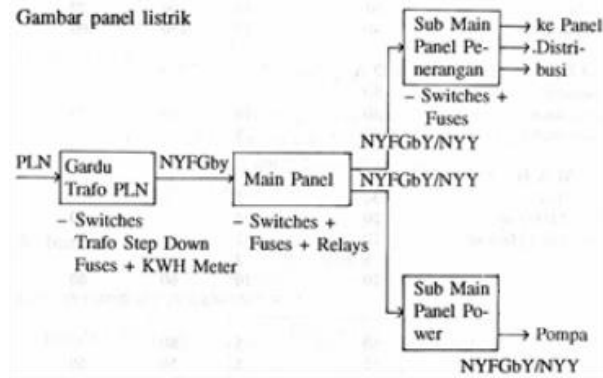 Gambar panel listrik
Sub Main
Panel Pe-
nerangan
ke Panel
.Distri-
busi
– Switches +
Fuses
NYFGbY/NYY
PLN
Gardu
Trafo PLN
NYFGby
Main Panel
NYFGbY/NYY
– Switches
Trafo Step Down
Fuses + KWH Meter
– Switches +
Fuses + Relays
Sub Main
Panel Po-
wer
Pompa
NYFGbY/NYY